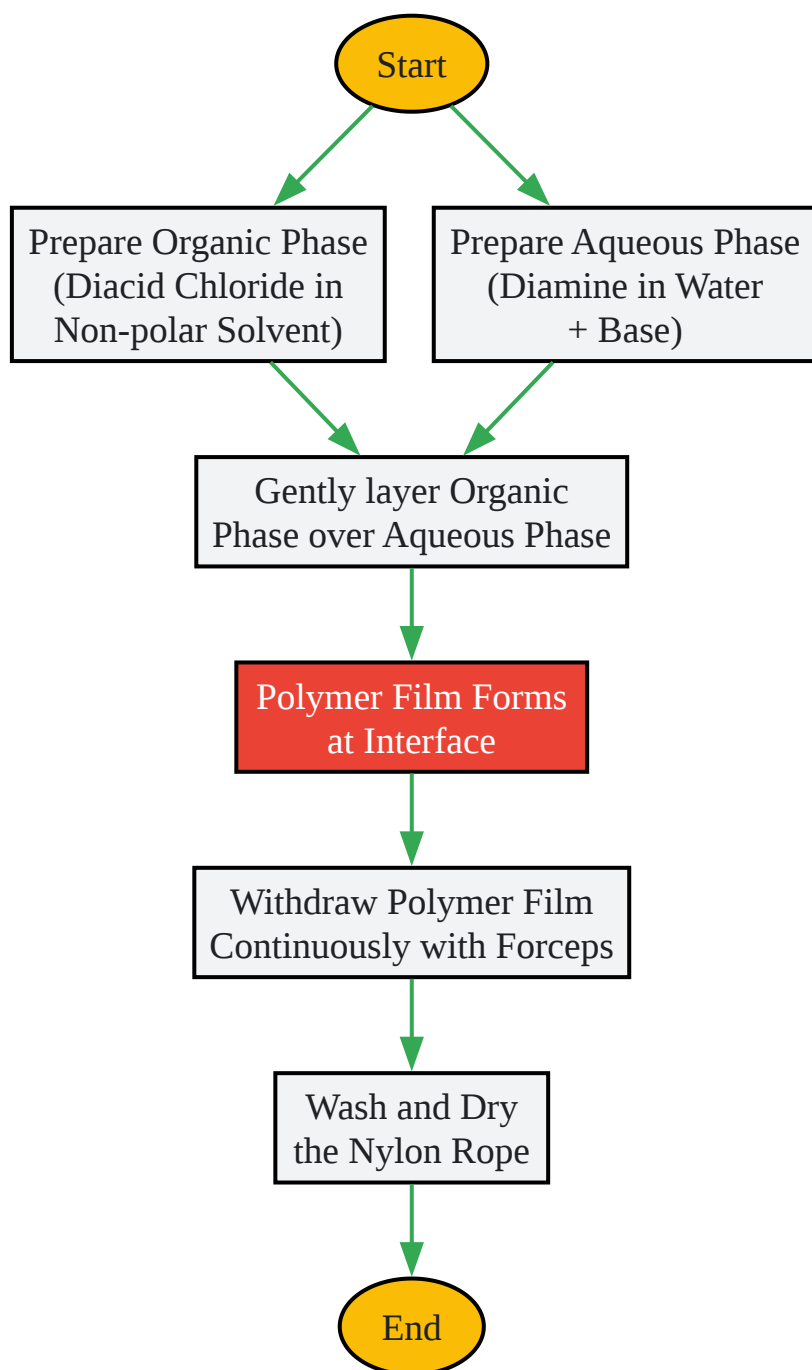 Start
Prepare Organic Phase
(Diacid Chloride in
Non-polar Solvent)
Prepare Aqueous Phase
(Diamine in Water
+ Base)
Gently layer Organic
Phase over Aqueous Phase
Polymer Film Forms
at Interface
Withdraw Polymer Film
Continuously with Forceps
Wash and Dry
the Nylon Rope
End